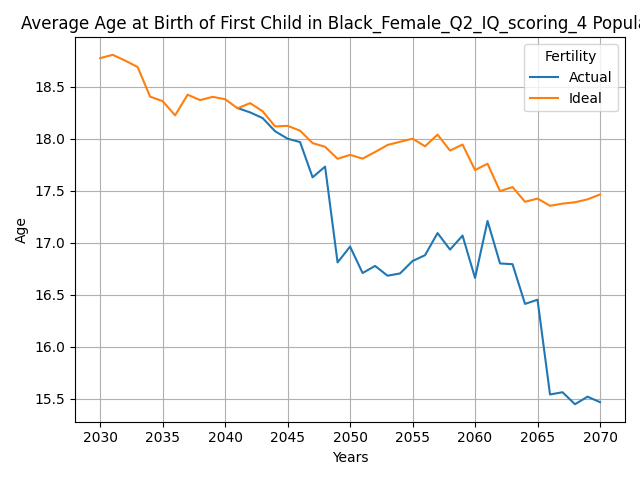 Average Age at Birth of First Child in Black_Female_Q2_IQ_scoring_4 Popula
Fertility
Actual
Ideal
18.5
18.0
17.5
17.0
16.5
16.0
15.5
Age
2030 2035 2040 2045 2050 2055 2060 2065 2070
Years